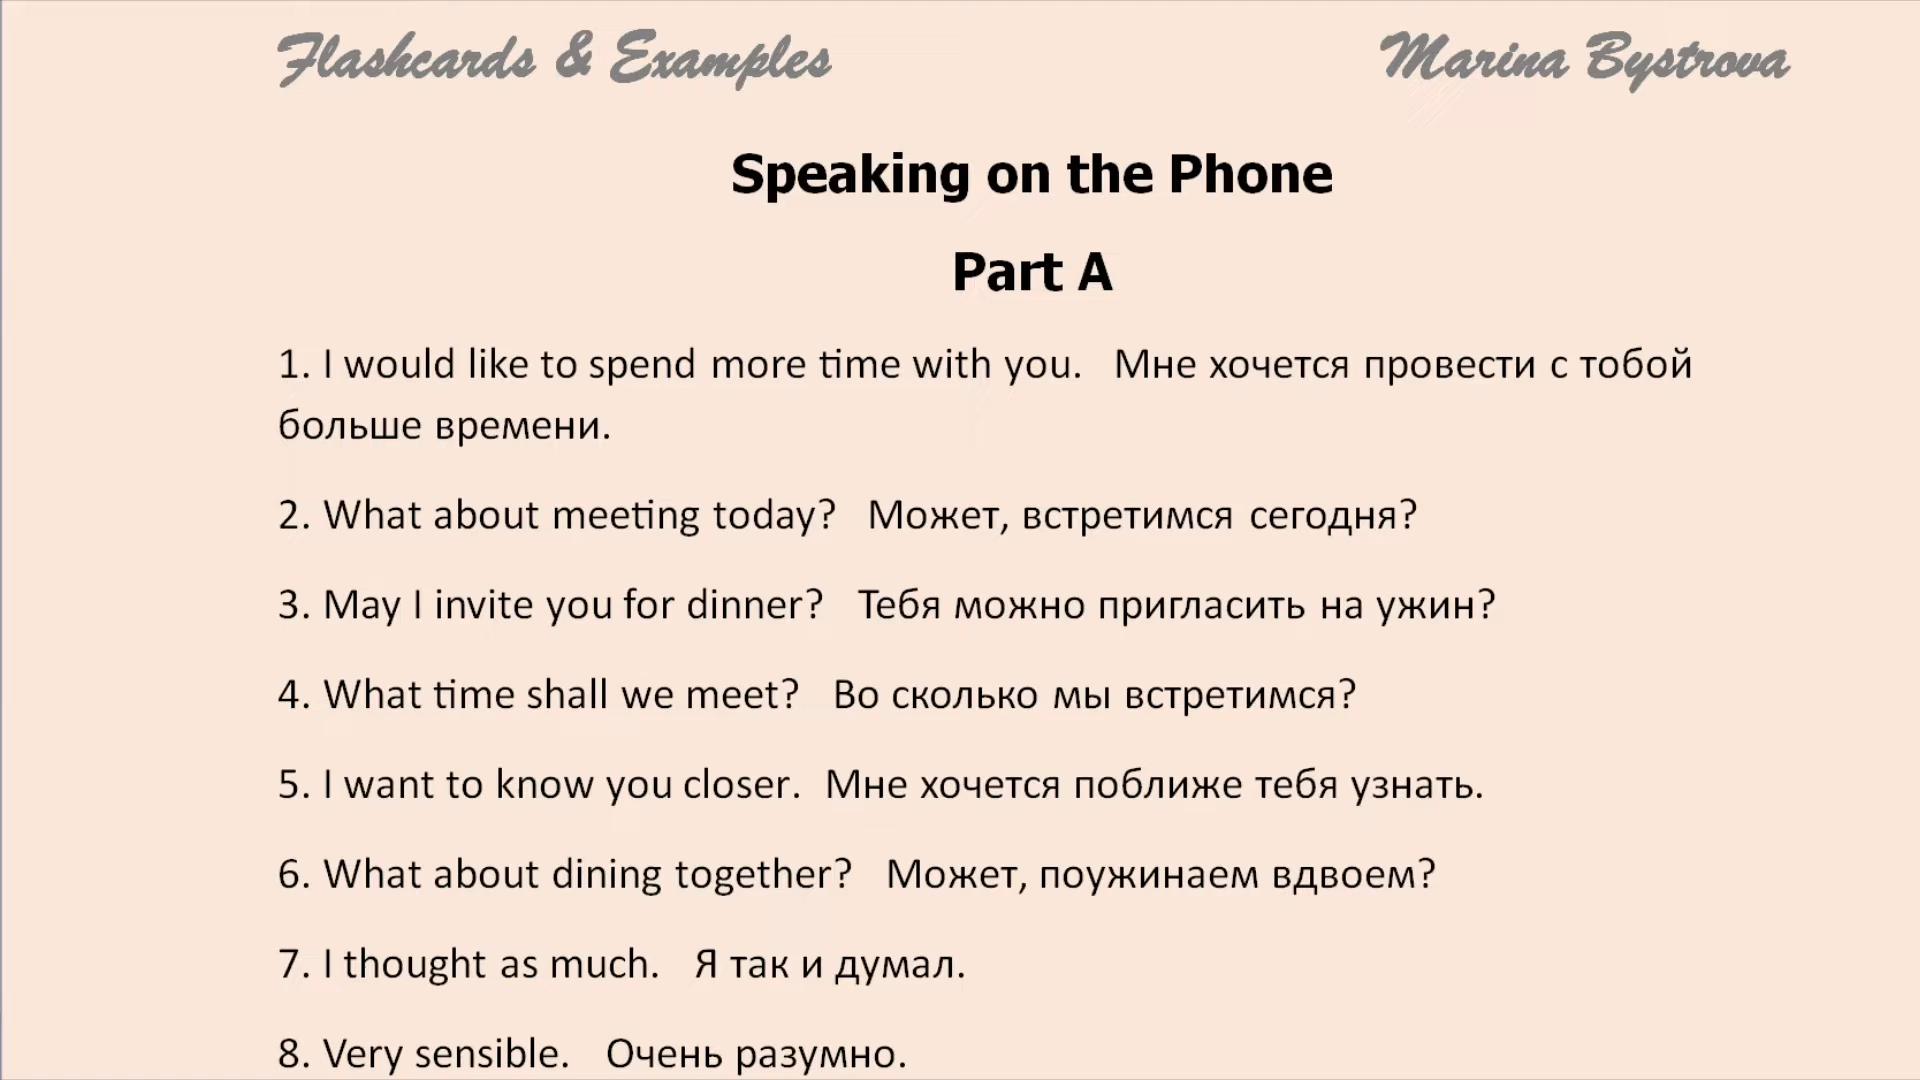 Flashcards & Examples Marina Bystrova
Speaking on the Phone
Part A
1. I would like to spend more time with you. Мне хочется провести с тобой
больше времени.
2. What about meeting today? Может, встретимся сегодня?
3. May I invite you for dinner? Тебя можно пригласить на ужин?
4. What time shall we meet? Во сколько мы встретимся?
5. I want to know you closer. Мне хочется поближе тебя узнать.
6. What about dining together? Может, поужинаем вдвоем?
7. I thought as much. Я так и думал.
8. Very sensible. Очень разумно.